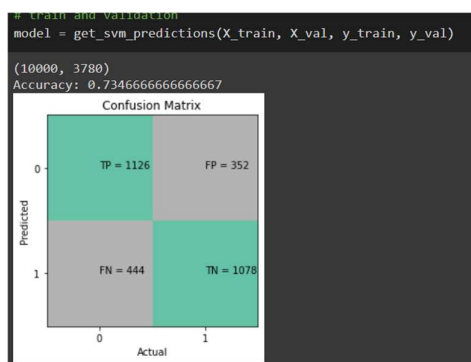 # train and validation
model = get_svm_predictions(X_train, X_val, y_train, y_val)
(10000, 3780)
Accuracy: 0.7346666666666667
Confusion Matrix
0
TP = 1126
FP = 352
Predicted
1
FN = 444
TN = 1078
0
1
Actual